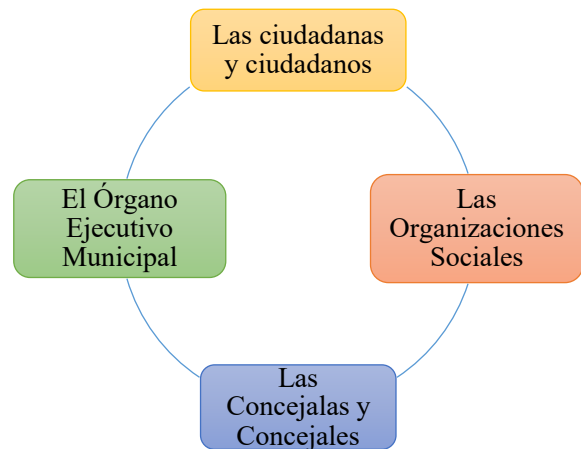 Las ciudadanas
y ciudadanos
El Órgano
Ejecutivo
Municipal
Las
Organizaciones
Sociales
Las
Concejalas y
Concejales